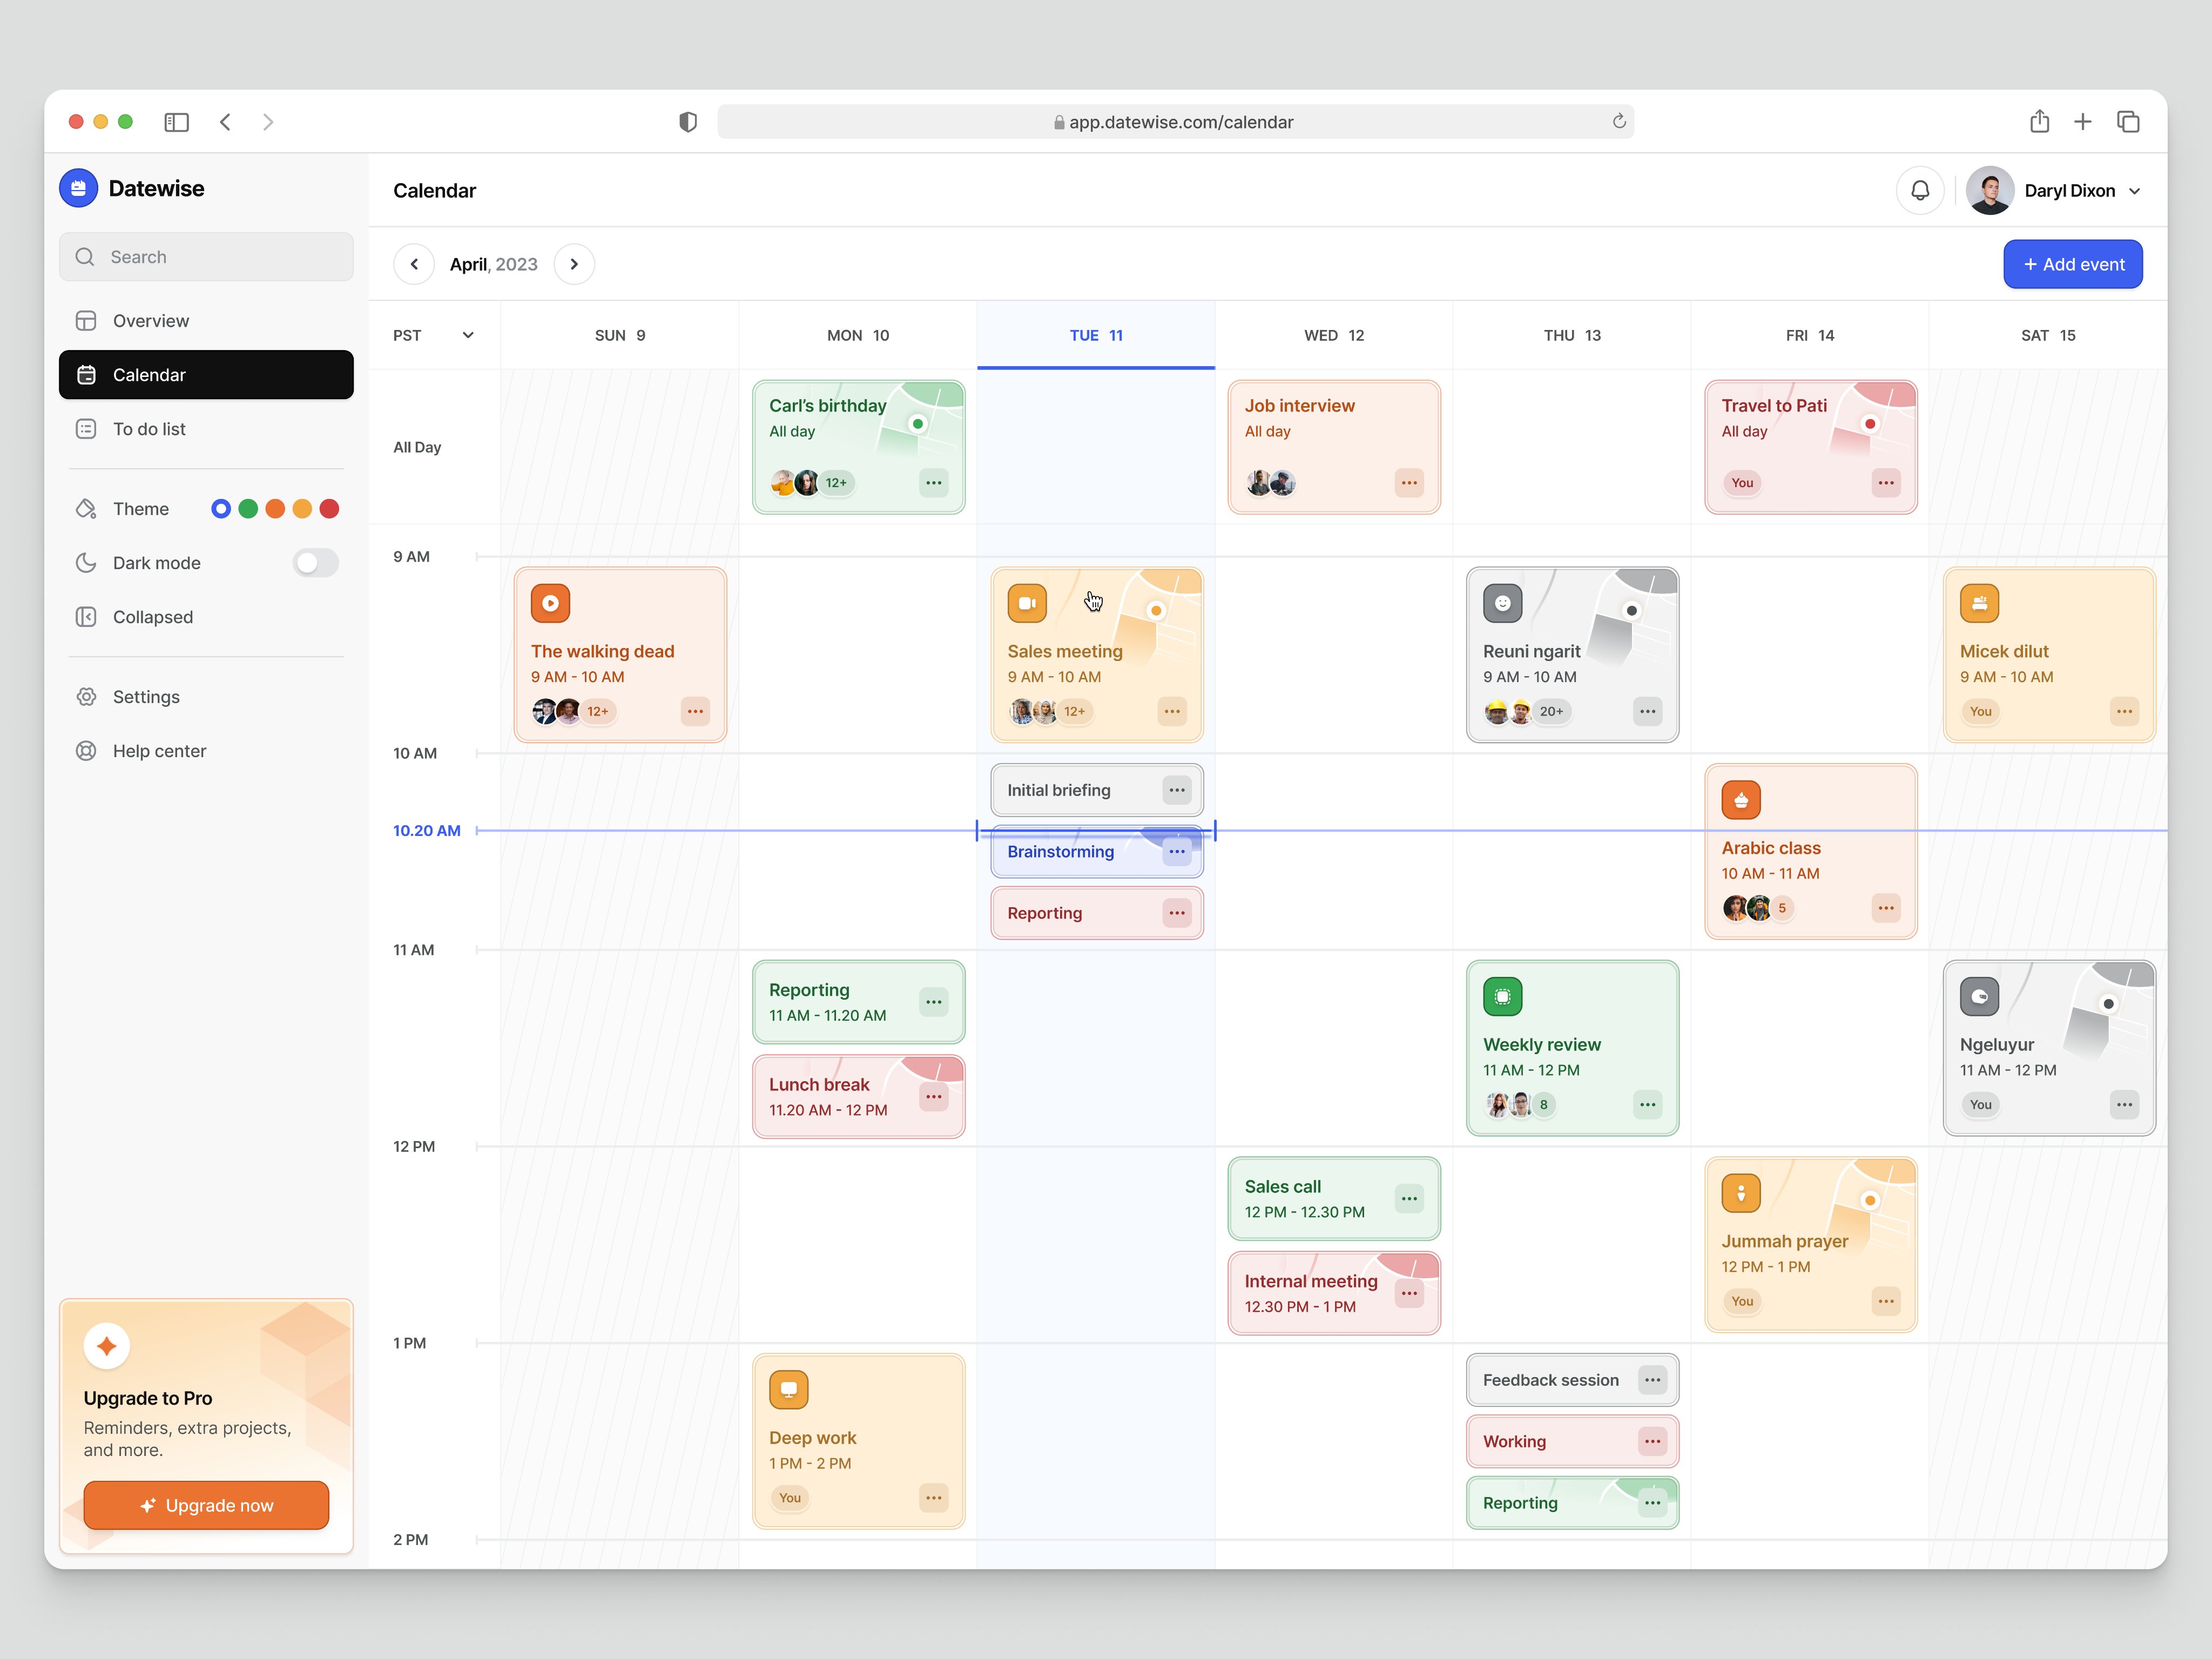 app.datewise.com/calendar
Datewise
Search
Overview
Calendar
To do list
Theme
Dark mode
Collapsed
Settings
Help center
Upgrade to Pro
Reminders, extra projects,
and more.
Upgrade now
Calendar
Daryl Dixon
April, 2023
+ Add event
PST
SUN 9
MON 10
TUE 11
WED 12
THU 13
FRI 14
SAT 15
All Day
Carl's birthday
All day
12+
Job interview
All day
Travel to Pati
All day
You
9 AM
The walking dead
9 AM - 10 AM
12+
Sales meeting
9 AM - 10 AM
12+
Reuni ngarit
9 AM - 10 AM
20+
Micek dilut
9 AM - 10 AM
You
10 AM
Initial briefing
10.20 AM
Brainstorming
Reporting
Arabic class
10 AM - 11 AM
5
11 AM
Reporting
11 AM - 11.20 AM
Lunch break
11.20 AM - 12 PM
Weekly review
11 AM - 12 PM
8
Ngeluyur
11 AM - 12 PM
You
12 PM
Sales call
12 PM - 12.30 PM
Internal meeting
12.30 PM - 1 PM
Jummah prayer
12 PM - 1 PM
You
1 PM
Deep work
1 PM - 2 PM
You
Feedback session
Working
Reporting
2 PM